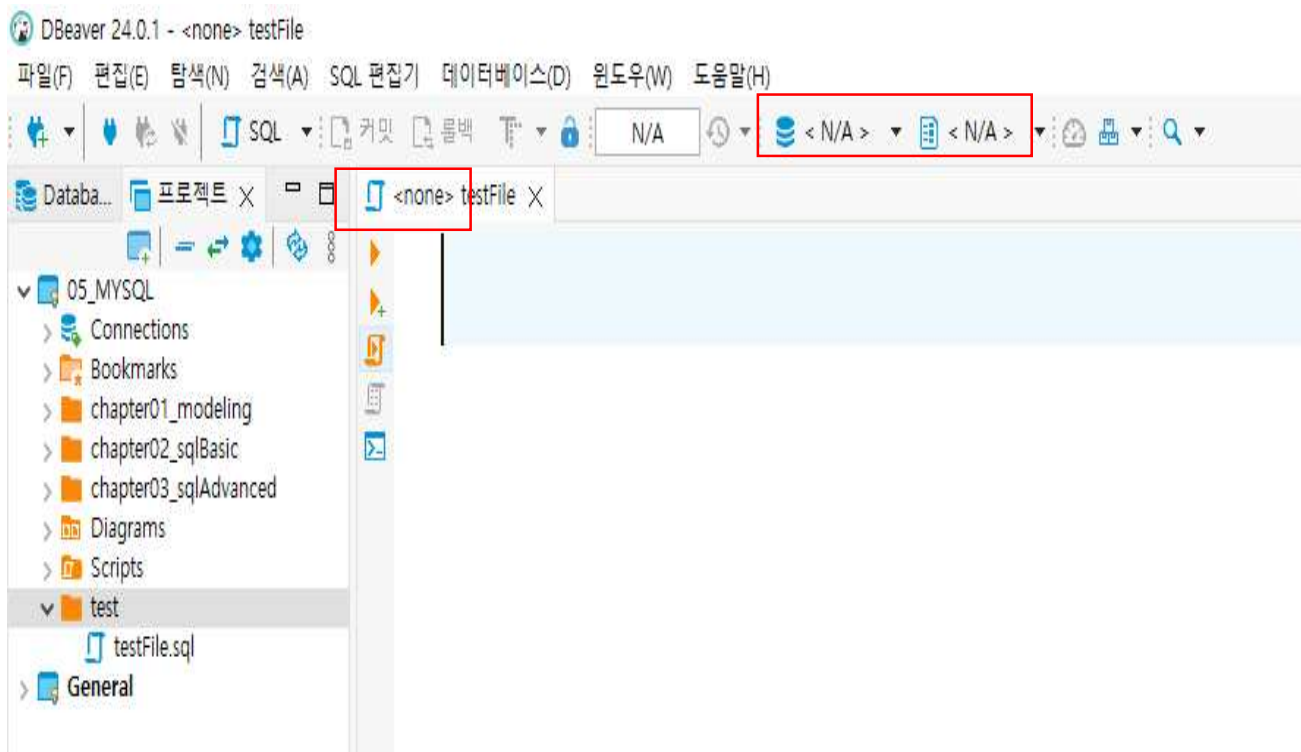 DBeaver 24.0.1 - <none> testFile
파일(F) 편집(E) 탐색(N) 검색(A) SQL 편집기 데이터베이스(D) 윈도우(W) 도움말(H)
SQL 커밋 롤백 N/A < N/A > < N/A >
Databa... 프로젝트 <none> testFile
05_MYSQL
Connections
Bookmarks
chapter01_modeling
chapter02_sqlBasic
chapter03_sqlAdvanced
Diagrams
Scripts
test
testFile.sql
General